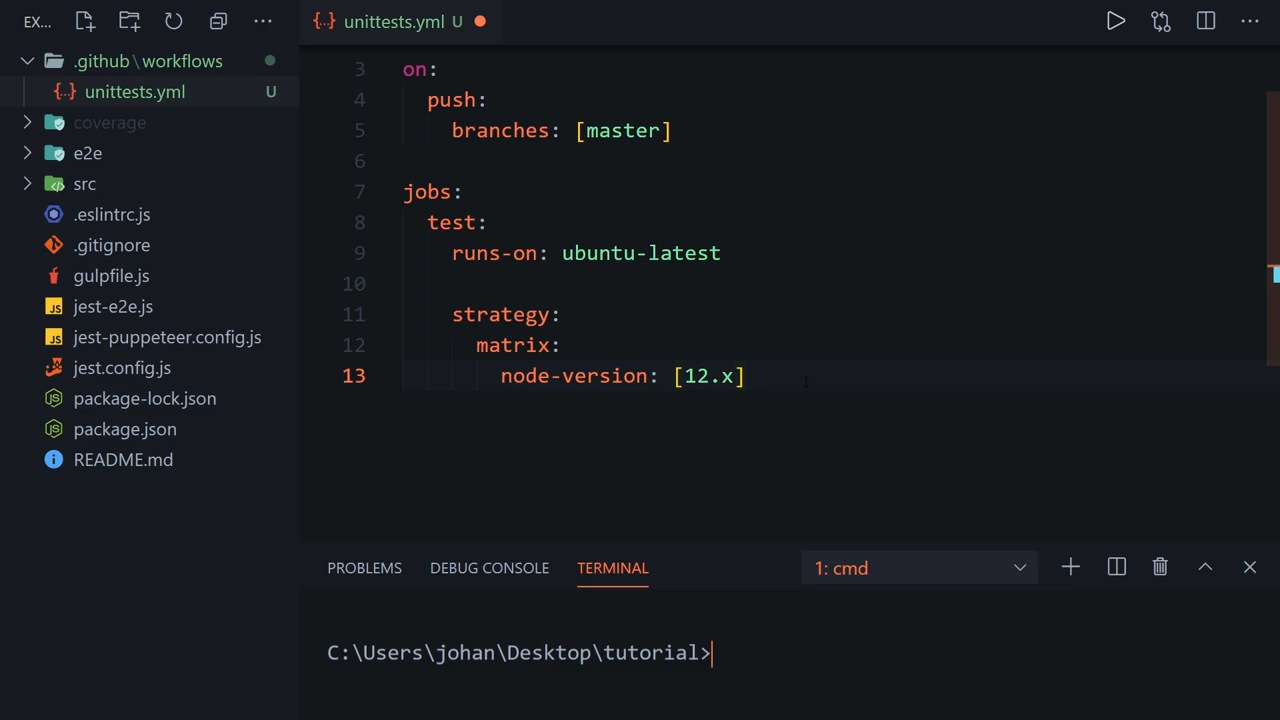 EX...
unittests.yml U
.github\workflows
unittests.yml U
coverage
e2e
src
.eslintrc.js
.gitignore
gulpfile.js
jest-e2e.js
jest-puppeteer.config.js
jest.config.js
package-lock.json
package.json
README.md
3 on:
4 push:
5 branches: [master]
6
7 jobs:
8 test:
9 runs-on: ubuntu-latest
10
11 strategy:
12 matrix:
13 node-version: [12.x]
PROBLEMS DEBUG CONSOLE TERMINAL 1: cmd
C:\Users\johan\Desktop\tutorial>